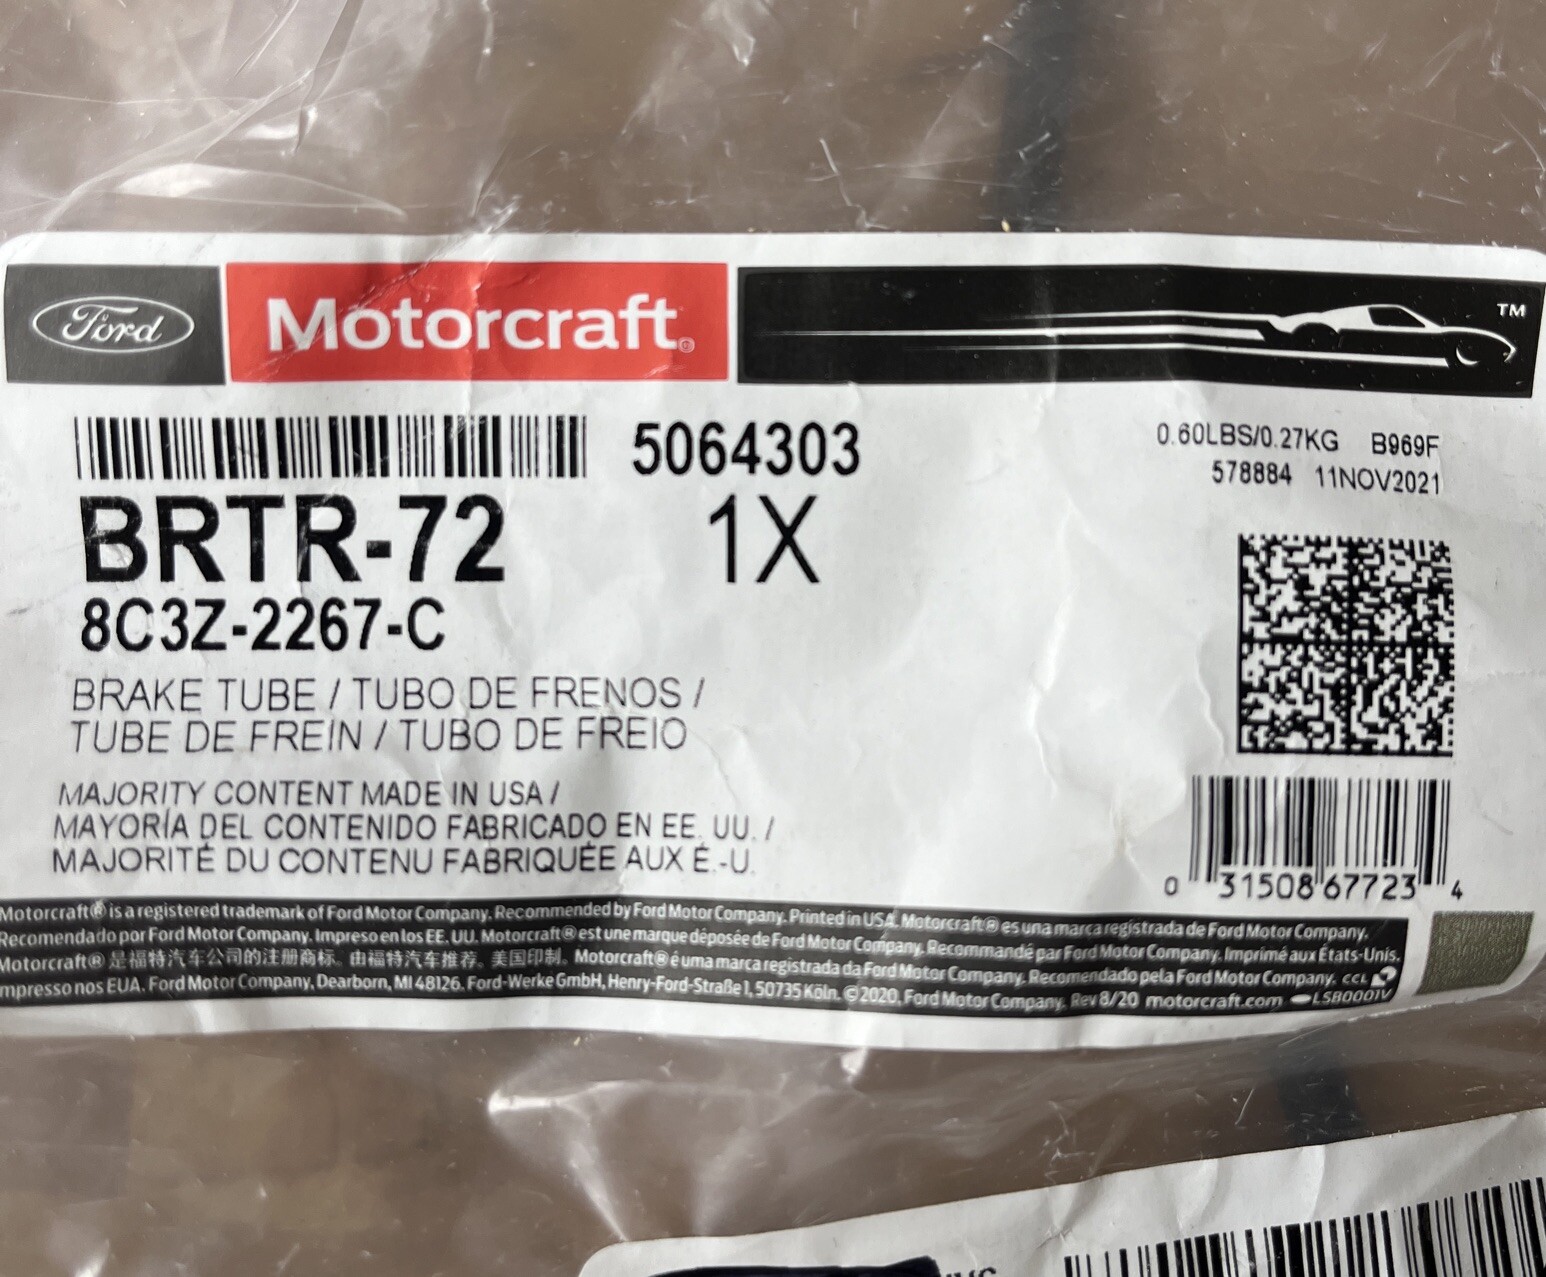 Ford
Motorcraft®
TM
5064303
0.60LBS/0.27KG B969F
578884 11NOV2021
BRTR-72 1X
8C3Z-2267-C
BRAKE TUBE / TUBO DE FRENOS /
TUBE DE FREIN / TUBO DE FREIO
MAJORITY CONTENT MADE IN USA /
MAYORÍA DEL CONTENIDO FABRICADO EN EE. UU. /
MAJORITÉ DU CONTENU FABRIQUÉE AUX É.-U.
0 31508 67723 4
Motorcraft® is a registered trademark of Ford Motor Company. Recommended by Ford Motor Company. Printed in USA. Motorcraft® es una marca registrada de Ford Motor Company.
Recomendado por Ford Motor Company. Impreso en los EE. UU. Motorcraft® est une marque déposée de Ford Motor Company. Recommandé par Ford Motor Company. Imprimé aux États-Unis.
Motorcraft® 是福特汽车公司的注册商标。由福特汽车推荐。美国印制。Motorcraft® é uma marca registrada da Ford Motor Company. Recomendado pela Ford Motor Company. CCL
mpresso nos EUA. Ford Motor Company, Dearborn, MI 48126. Ford-Werke GmbH, Henry-Ford-Straße 1, 50735 Köln. ©2020, Ford Motor Company. Rev 8/20 motorcraft.com LSB0001V